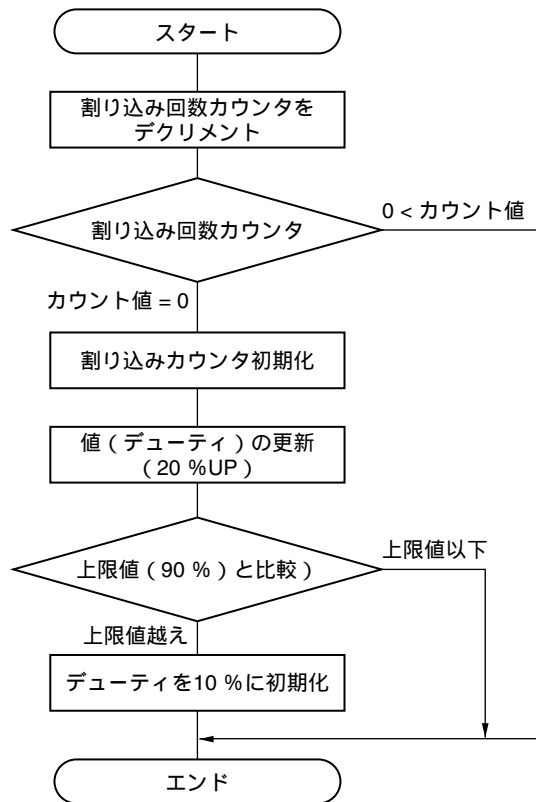 スタート
割り込み回数カウンタを
デクリメント
割り込み回数カウンタ
0 < カウント値
カウント値 = 0
割り込みカウンタ初期化
値 ( デューティ ) の更新
( 20 %UP )
上限値 ( 90 % ) と比較 )
上限値以下
上限値越え
デューティを10 %に初期化
エンド